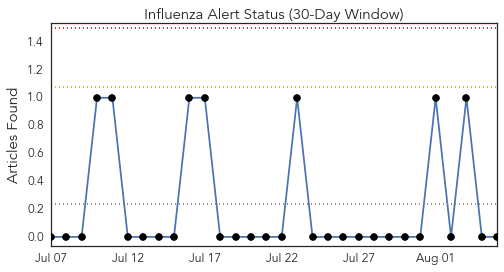 Influenza Alert Status (30-Day Window)
Articles Found
1.4
1.2
1.0
0.8
0.6
0.4
0.2
0.0
Jul 07 Jul 12 Jul 17 Jul 22 Jul 27 Aug 01